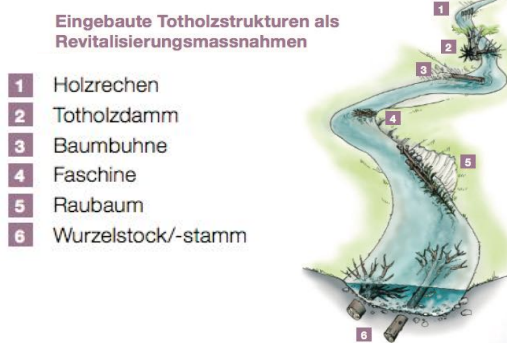 Eingebaute Totholzstrukturen als
Revitalisierungsmassnahmen
1 Holzrechen
2 Totholzdamm
3 Baumbuhne
4 Faschine
5 Raubaum
6 Wurzelstock/-stamm
1
2
3
4
5
6